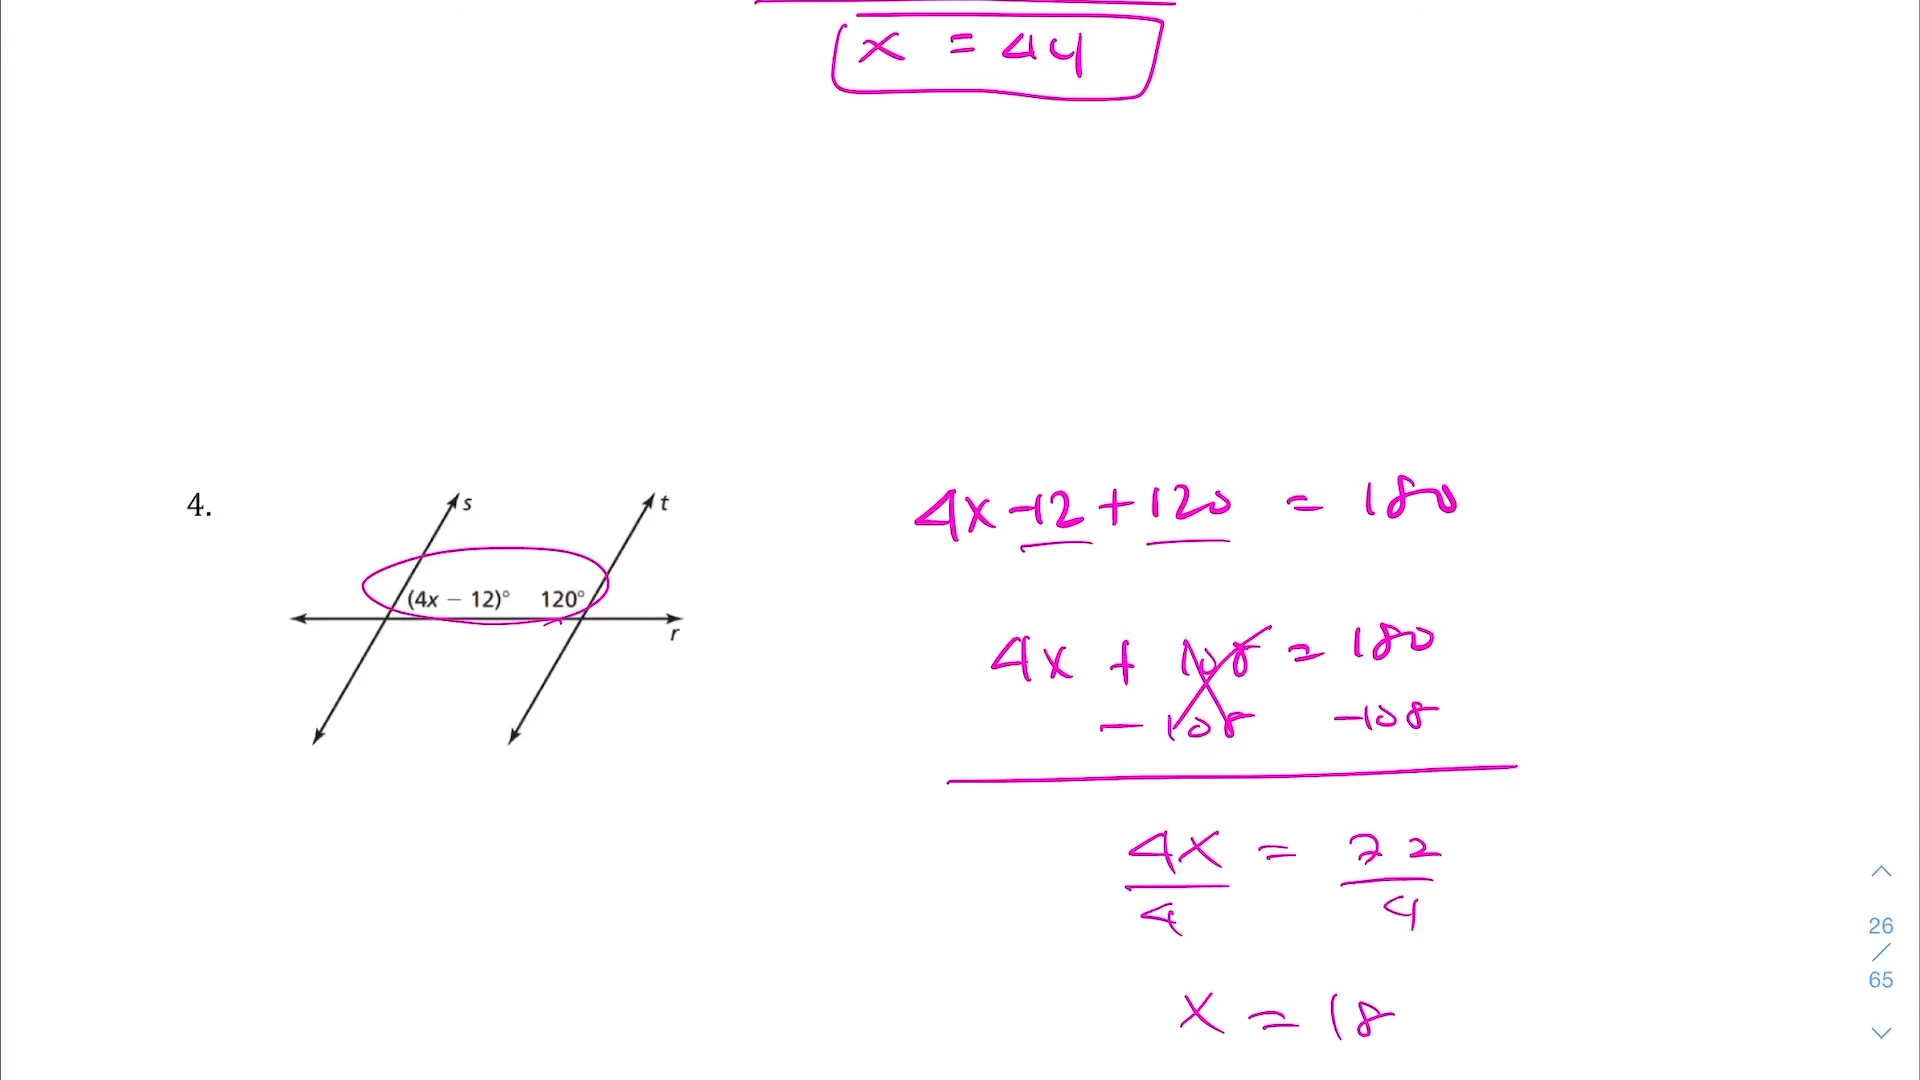 x = 44
4.
s
t
(4x − 12)° 120°
r
4x -12 + 120 = 180
4x + 108 = 180
- 108 -108
4x = 72
4 4
x = 18
26
/
65